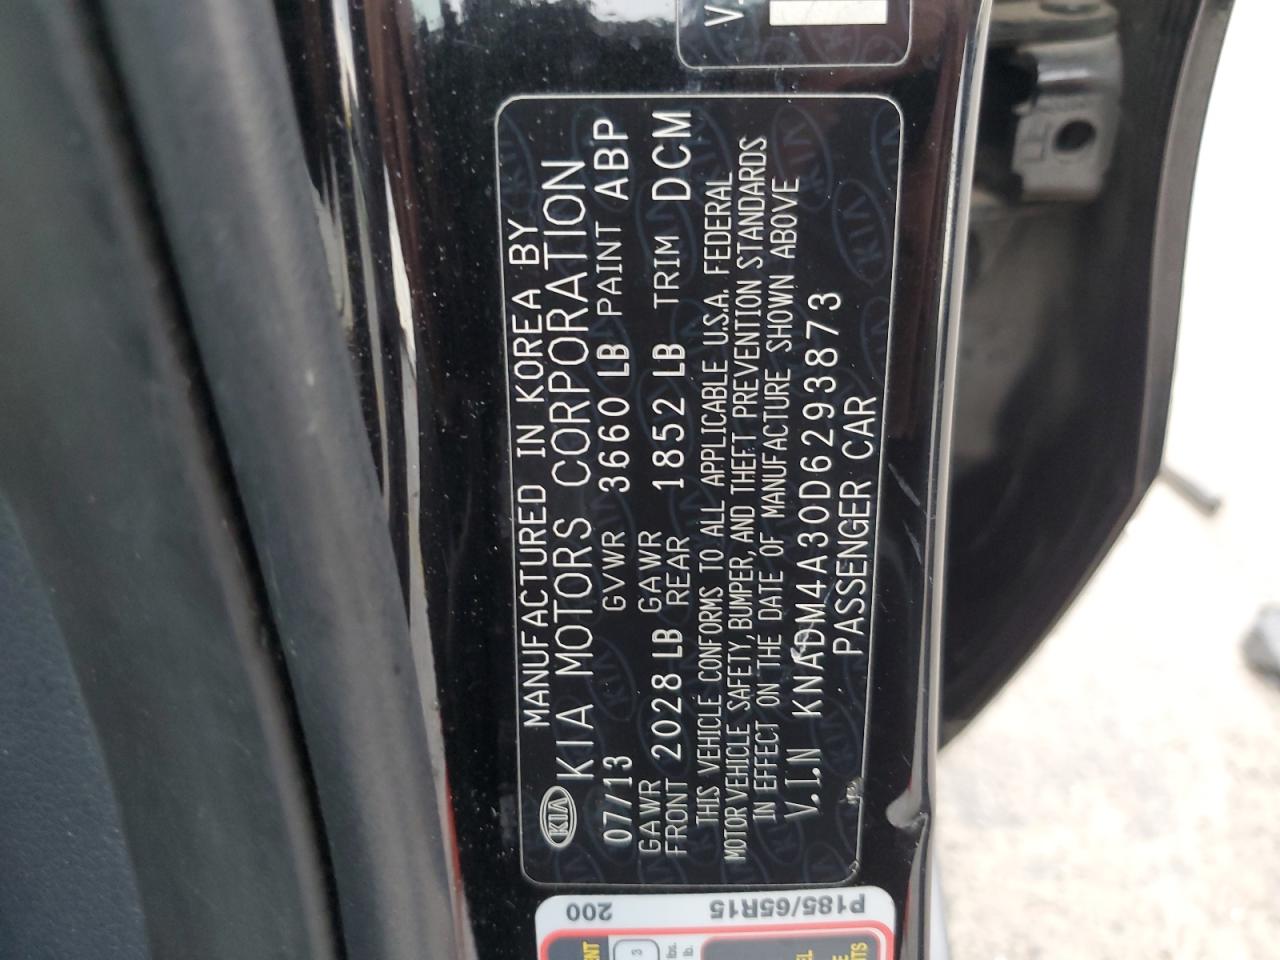 MANUFACTURED IN KOREA BY
KIA KIA MOTORS CORPORATION
07/13 GVWR 3660 LB PAINT ABP
GAWR FRONT 2028 LB GAWR REAR 1852 LB TRIM DCM
THIS VEHICLE CONFORMS TO ALL APPLICABLE U.S.A. FEDERAL
MOTOR VEHICLE SAFETY, BUMPER, AND THEFT PREVENTION STANDARDS
IN EFFECT ON THE DATE OF MANUFACTURE SHOWN ABOVE
V.I.N KNADM4A30D6293873
PASSENGER CAR
P185/65R15
200
3